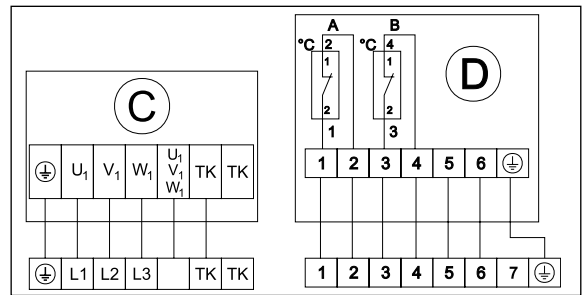 A B
°C 2 °C 4
1 1
2 2
1 3
C
D
⏚ U₁ V₁ W₁ U₁ V₁ W₁ TK TK
1 2 3 4 5 6 ⏚
⏚ L1 L2 L3 TK TK
1 2 3 4 5 6 7 ⏚